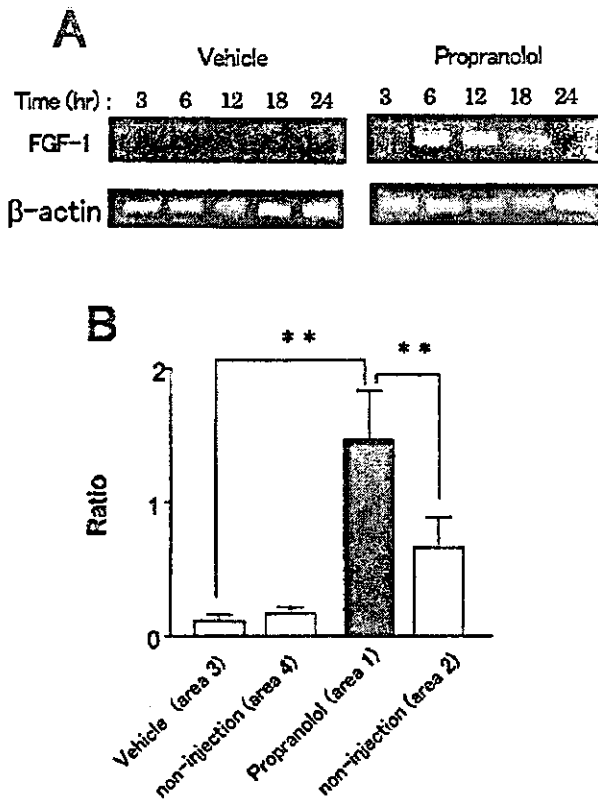 A
Vehicle Propranolol
Time (hr) : 3 6 12 18 24 3 6 12 18 24
FGF-1
β-actin
B
** **
2
1
0
Ratio
Vehicle (area 3)
non-injection (area 4)
Propranolol (area 1)
non-injection (area 2)